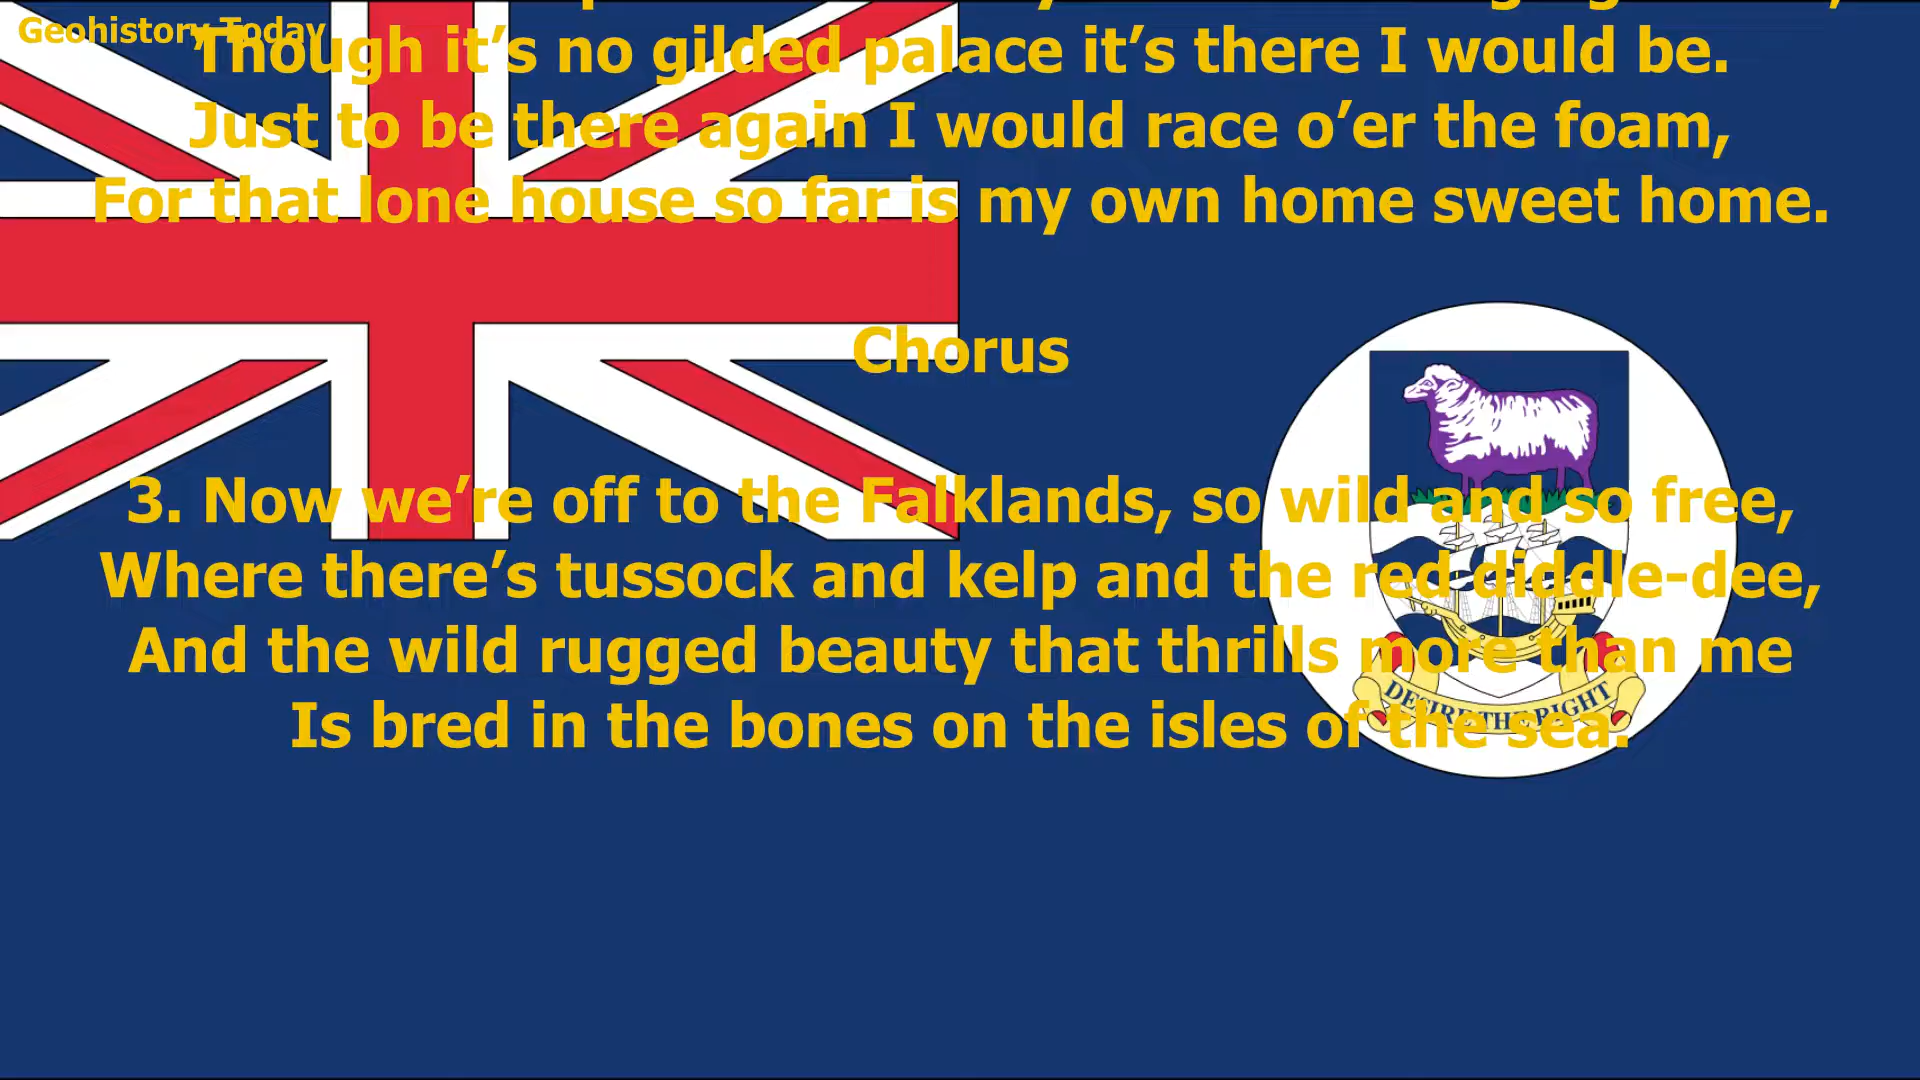 Geohistory Today
Though it’s no gilded palace it’s there I would be.
Just to be there again I would race o’er the foam,
For that lone house so far is my own home sweet home.
Chorus
3. Now we’re off to the Falklands, so wild and so free,
Where there’s tussock and kelp and the red diddle-dee,
And the wild rugged beauty that thrills more than me
Is bred in the bones on the isles of the sea.
DESIRE THE RIGHT